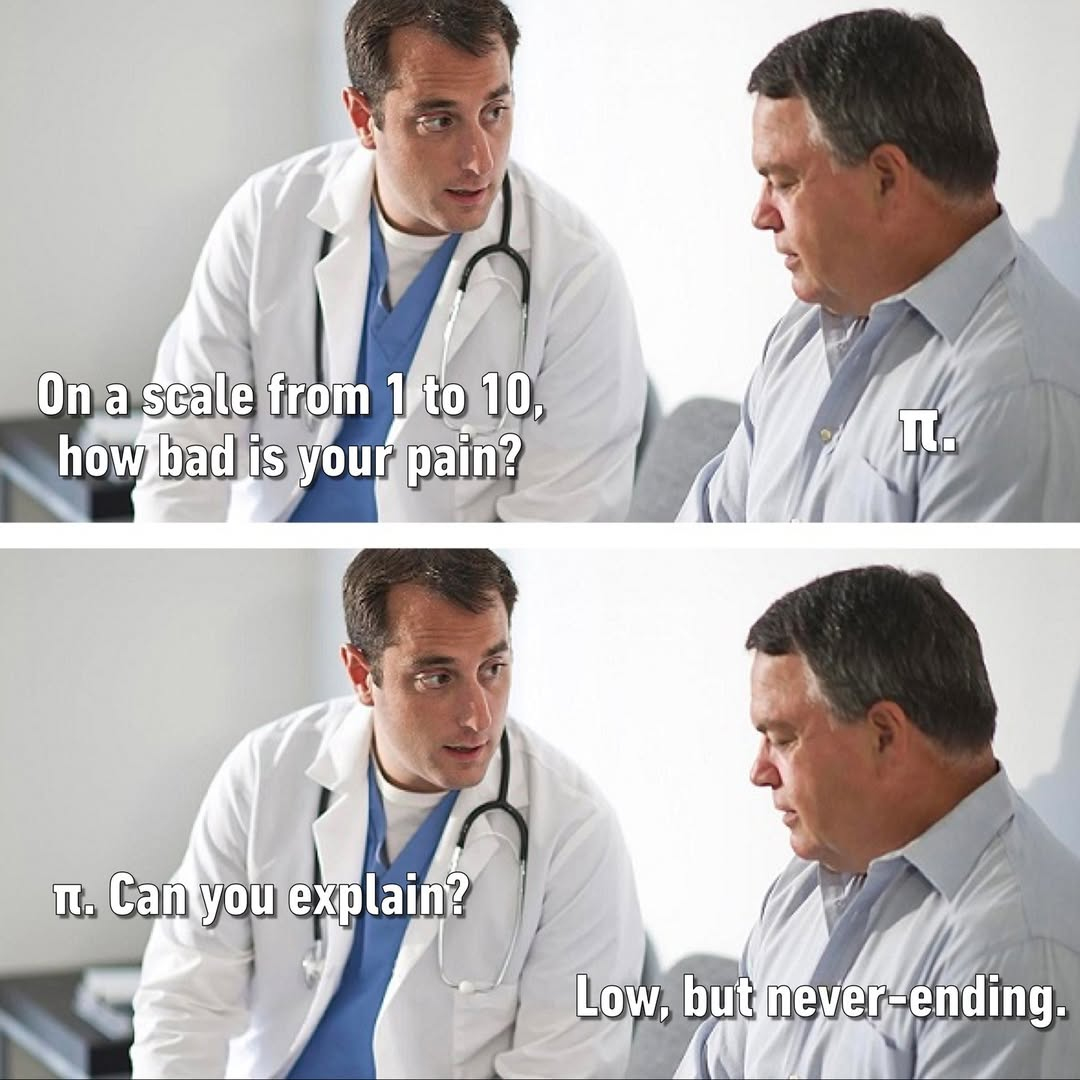 On a scale from 1 to 10,
how bad is your pain?
π.
π. Can you explain?
Low, but never-ending.